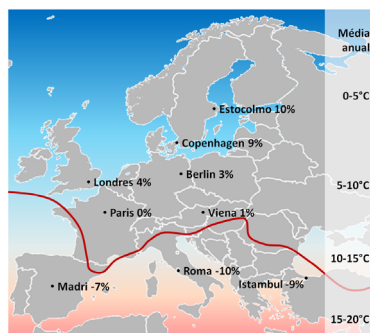 Média
anual
0-5°C
Estocolmo 10%
Copenhagen 9%
Berlin 3%
Londres 4%
5-10°C
Paris 0%
Viena 1%
10-15°C
Roma -10%
Istambul -9%
Madri -7%
15-20°C